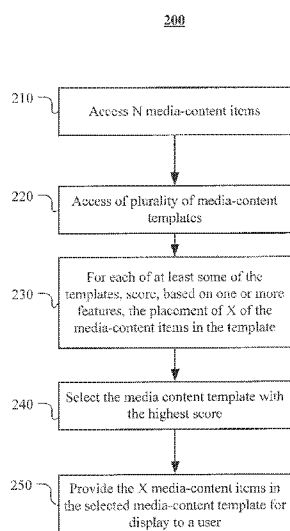 200
210
Access N media-content items
220
Access of plurality of media-content
templates
230
For each of at least some of the
templates, score, based on one or more
features, the placement of X of the
media-content items in the template
240
Select the media content template with
the highest score
250
Provide the X media-content items in
the selected media-content template for
display to a user